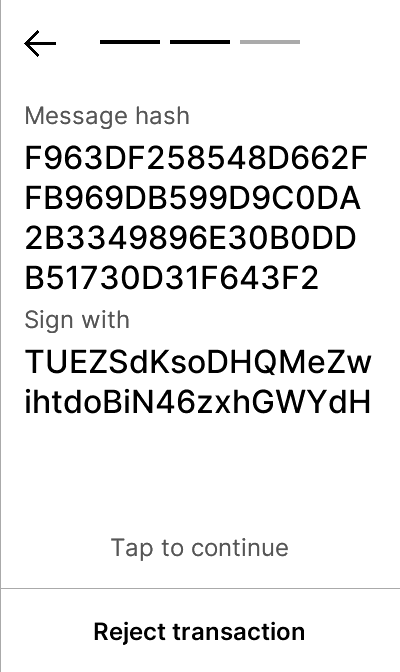 Message hash
F963DF258548D662F
FB969DB599D9C0DA
2B3349896E30B0DD
B51730D31F643F2
Sign with
TUEZSdKsoDHQMeZw
ihtdoBiN46zxhGWYdH
Tap to continue
Reject transaction